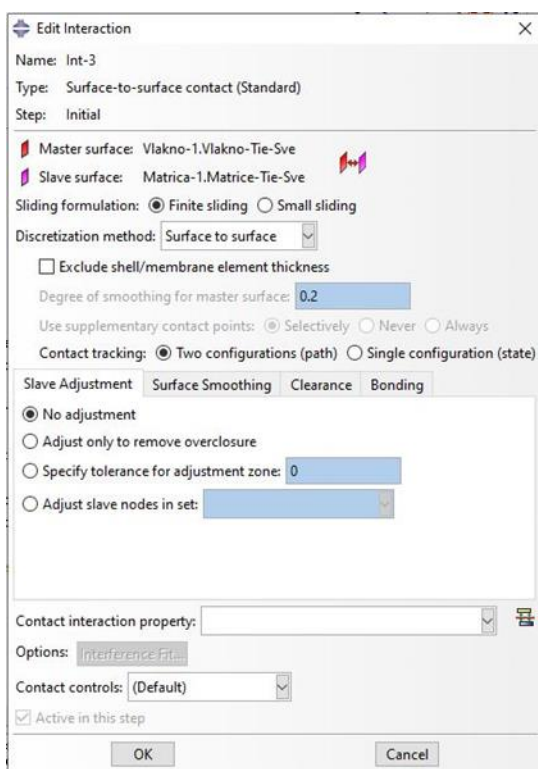 Edit Interaction
Name: Int-3
Type: Surface-to-surface contact (Standard)
Step: Initial
Master surface: Vlakno-1.Vlakno-Tie-Sve
Slave surface: Matrica-1.Matrice-Tie-Sve
Sliding formulation: Finite sliding Small sliding
Discretization method: Surface to surface
Exclude shell/membrane element thickness
Degree of smoothing for master surface: 0.2
Use supplementary contact points: Selectively Never Always
Contact tracking: Two configurations (path) Single configuration (state)
Slave Adjustment Surface Smoothing Clearance Bonding
No adjustment
Adjust only to remove overclosure
Specify tolerance for adjustment zone: 0
Adjust slave nodes in set:
Contact interaction property:
Options: Interference Fit...
Contact controls: (Default)
Active in this step
OK Cancel